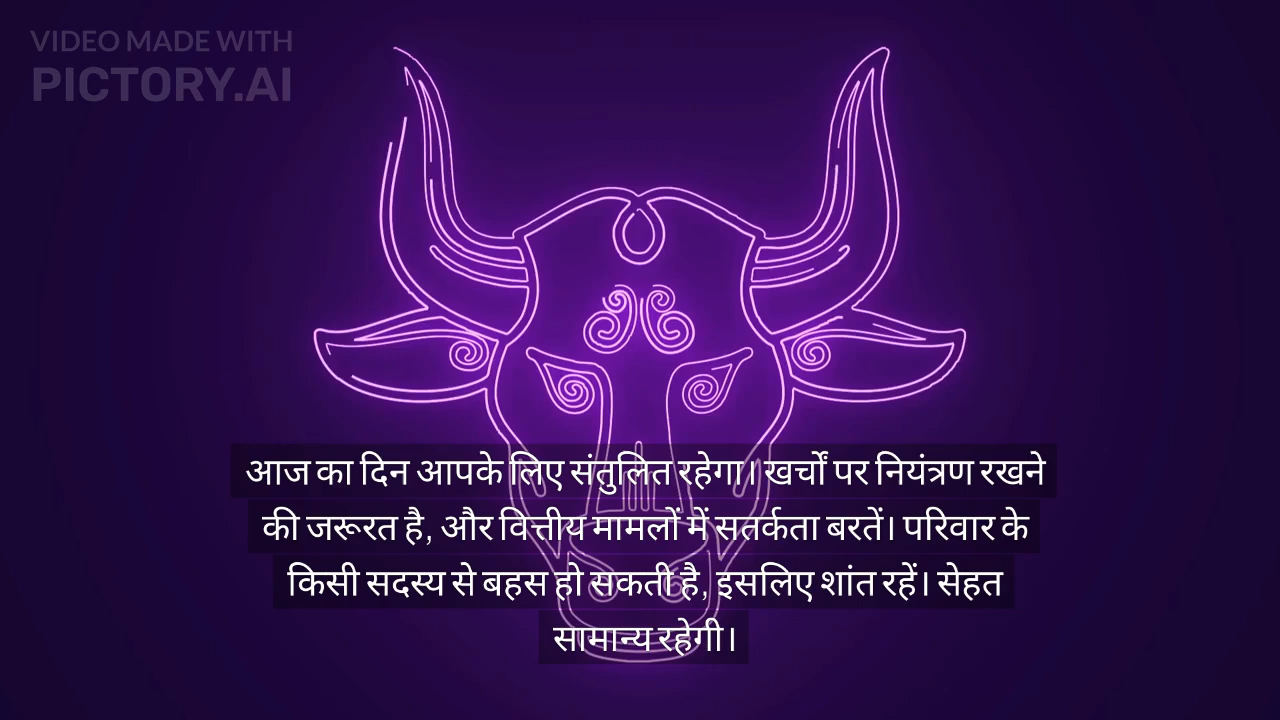 VIDEO MADE WITH
PICTORY.AI
आज का दिन आपके लिए संतुलित रहेगा। खर्चों पर नियंत्रण रखने
की जरूरत है, और वित्तीय मामलों में सतर्कता बरतें। परिवार के
किसी सदस्य से बहस हो सकती है, इसलिए शांत रहें। सेहत
सामान्य रहेगी।